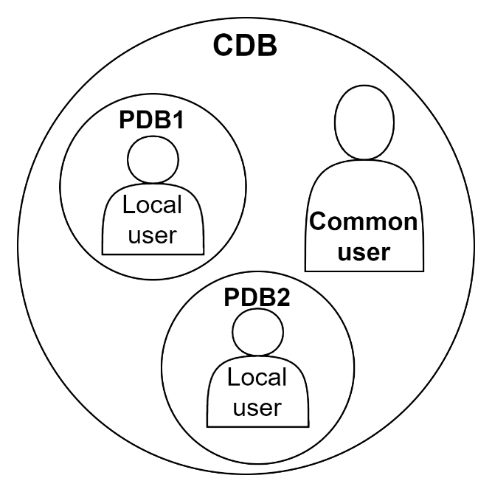 CDB
PDB1
Local
user
Common
user
PDB2
Local
user